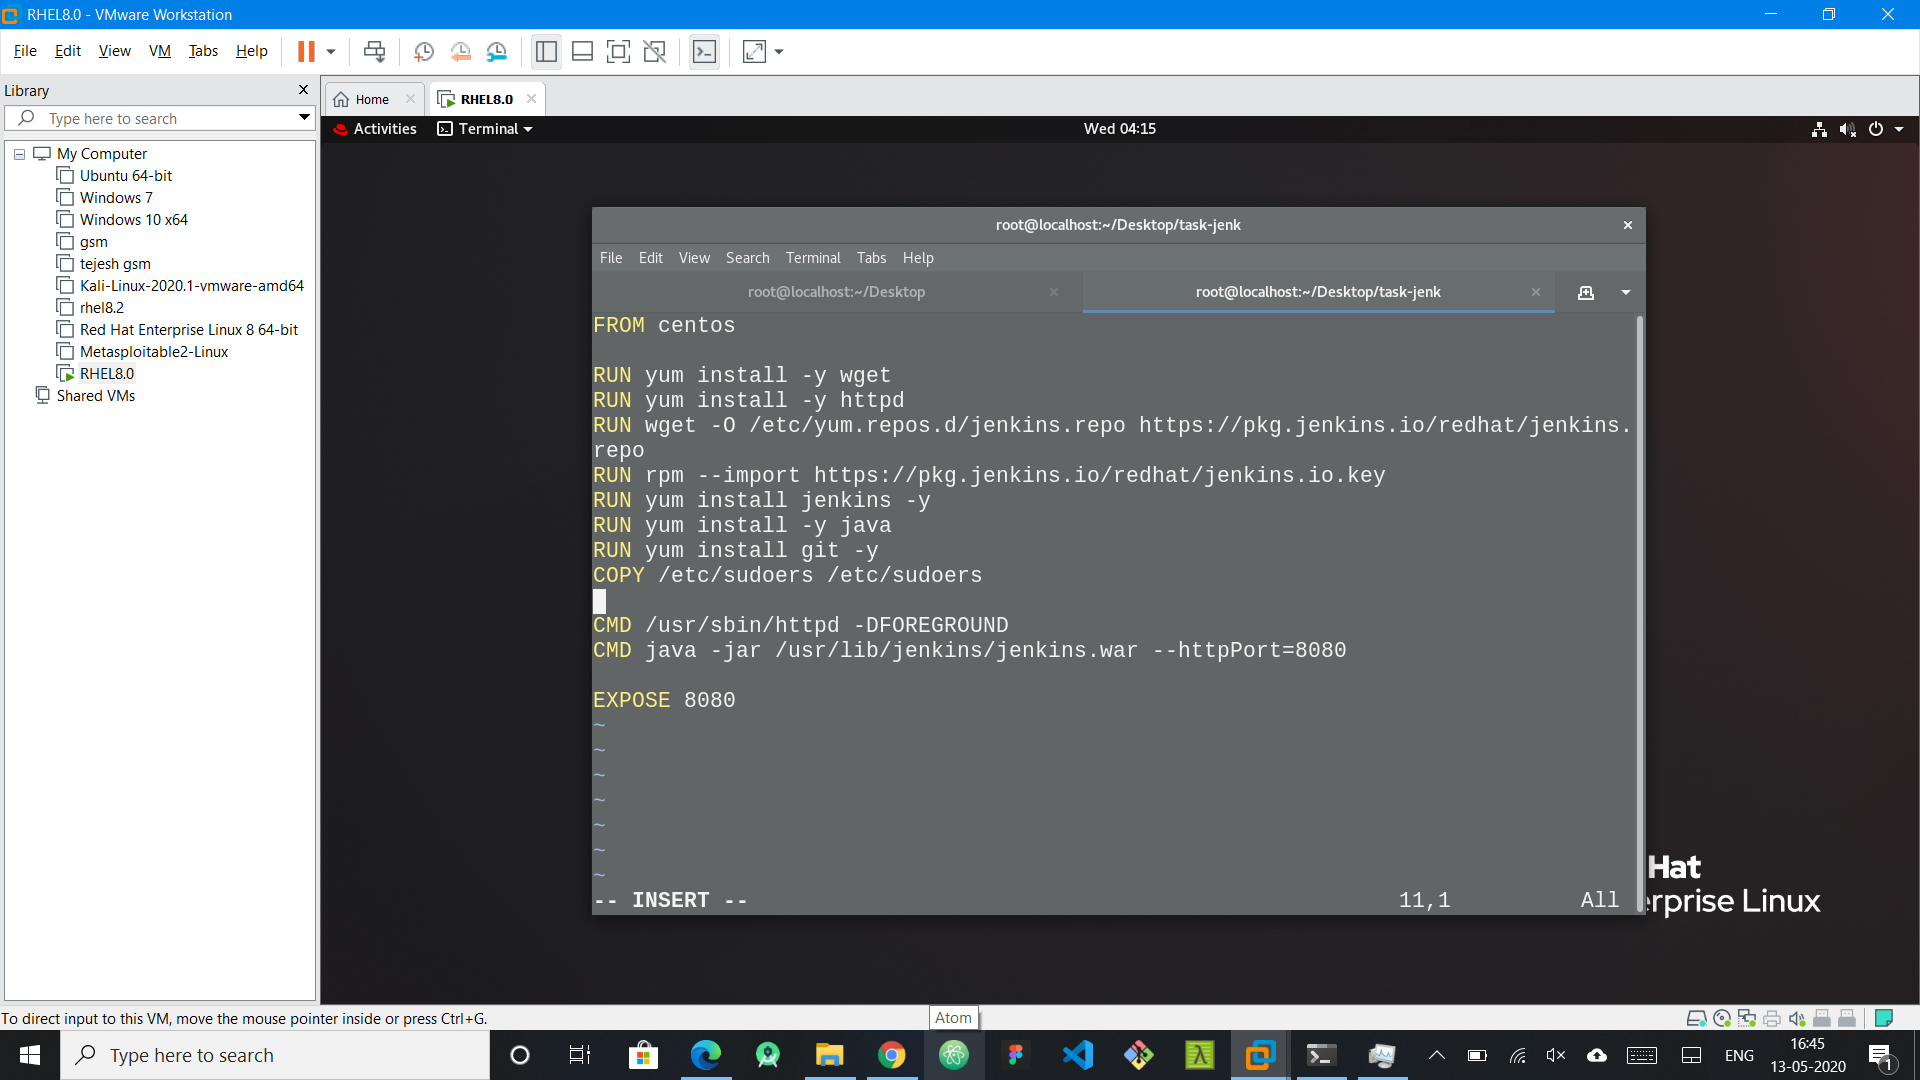 RHEL8.0 - VMware Workstation
File Edit View VM Tabs Help
Library
Type here to search
My Computer
Ubuntu 64-bit
Windows 7
Windows 10 x64
gsm
tejesh gsm
Kali-Linux-2020.1-vmware-amd64
rhel8.2
Red Hat Enterprise Linux 8 64-bit
Metasploitable2-Linux
RHEL8.0
Shared VMs
Home RHEL8.0
Activities Terminal Wed 04:15
root@localhost:~/Desktop/task-jenk
File Edit View Search Terminal Tabs Help
root@localhost:~/Desktop root@localhost:~/Desktop/task-jenk
FROM centos
RUN yum install -y wget
RUN yum install -y httpd
RUN wget -O /etc/yum.repos.d/jenkins.repo https://pkg.jenkins.io/redhat/jenkins.
repo
RUN rpm --import https://pkg.jenkins.io/redhat/jenkins.io.key
RUN yum install jenkins -y
RUN yum install -y java
RUN yum install git -y
COPY /etc/sudoers /etc/sudoers
CMD /usr/sbin/httpd -DFOREGROUND
CMD java -jar /usr/lib/jenkins/jenkins.war --httpPort=8080
EXPOSE 8080
~
~
~
~
~
~
~
-- INSERT -- 11,1 All
Hat
erprise Linux
To direct input to this VM, move the mouse pointer inside or press Ctrl+G.
Atom
Type here to search
ENG
16:45
13-05-2020
1